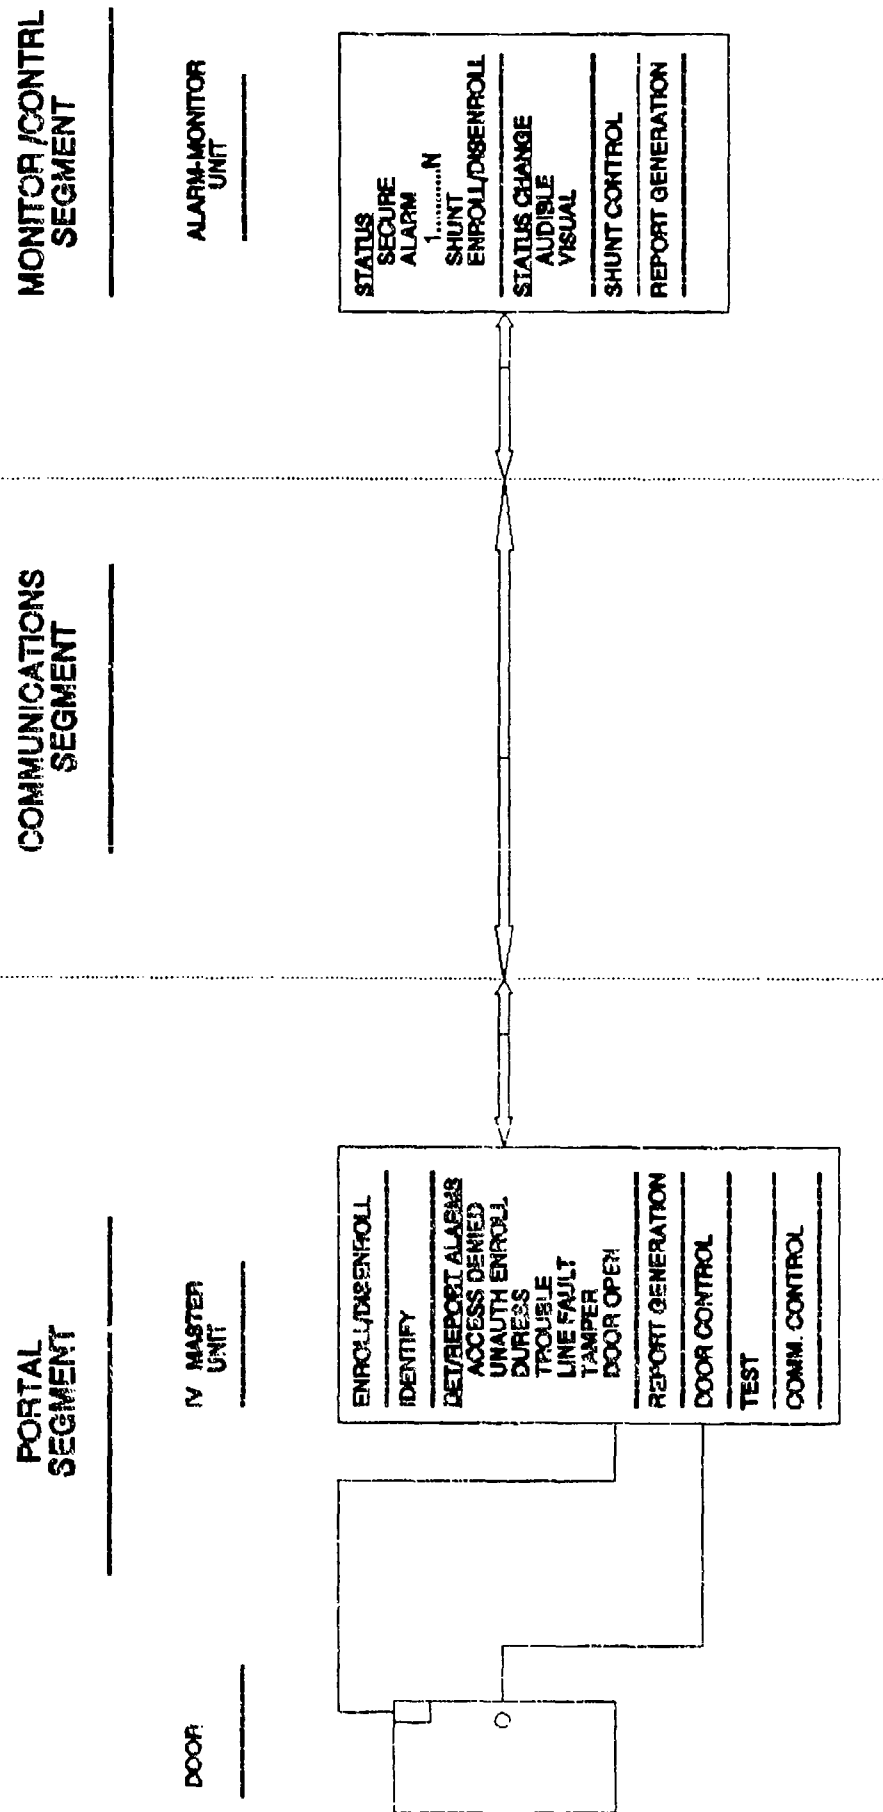 PORTAL
SEGMENT
COMMUNICATIONS
SEGMENT
MONITOR/CONTRL
SEGMENT
DOOR
IV MASTER
UNIT
ALARM-MONITOR
UNIT
ENROLL/DISENROLL
IDENTIFY
DET/REPORT ALARMS
ACCESS DENIED
UNAUTH ENROLL
DURESS
TROUBLE
LINE FAULT
TAMPER
DOOR OPEN
REPORT GENERATION
DOOR CONTROL
TEST
COMM. CONTROL
STATUS
SECURE
ALARM
1..........N
SHUNT
ENROLL/DISENROLL
STATUS CHANGE
AUDIBLE
VISUAL
SHUNT CONTROL
REPORT GENERATION